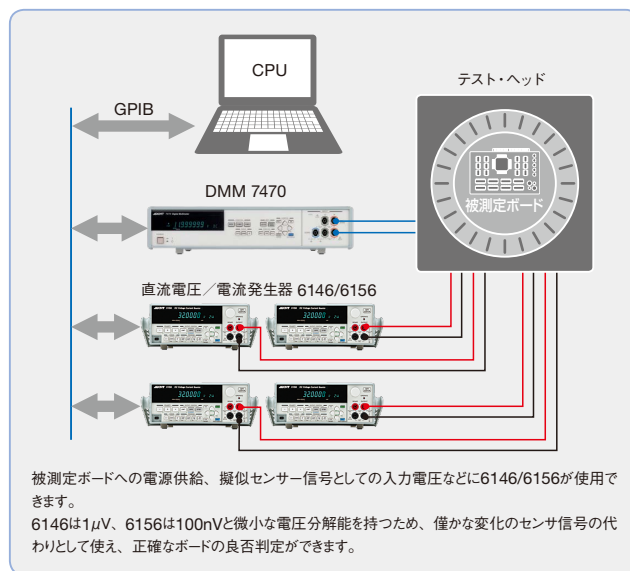 CPU
テスト・ヘッド
GPIB
DMM 7470
被測定ボード
直流電圧／電流発生器 6146/6156
320000
320000
320000
320000
被測定ボードへの電源供給、擬似センサー信号としての入力電圧などに6146/6156が使用で
きます。
6146は1μV、6156は100nVと微小な電圧分解能を持つため、僅かな変化のセンサ信号の代
わりとして使え、正確なボードの良否判定ができます。